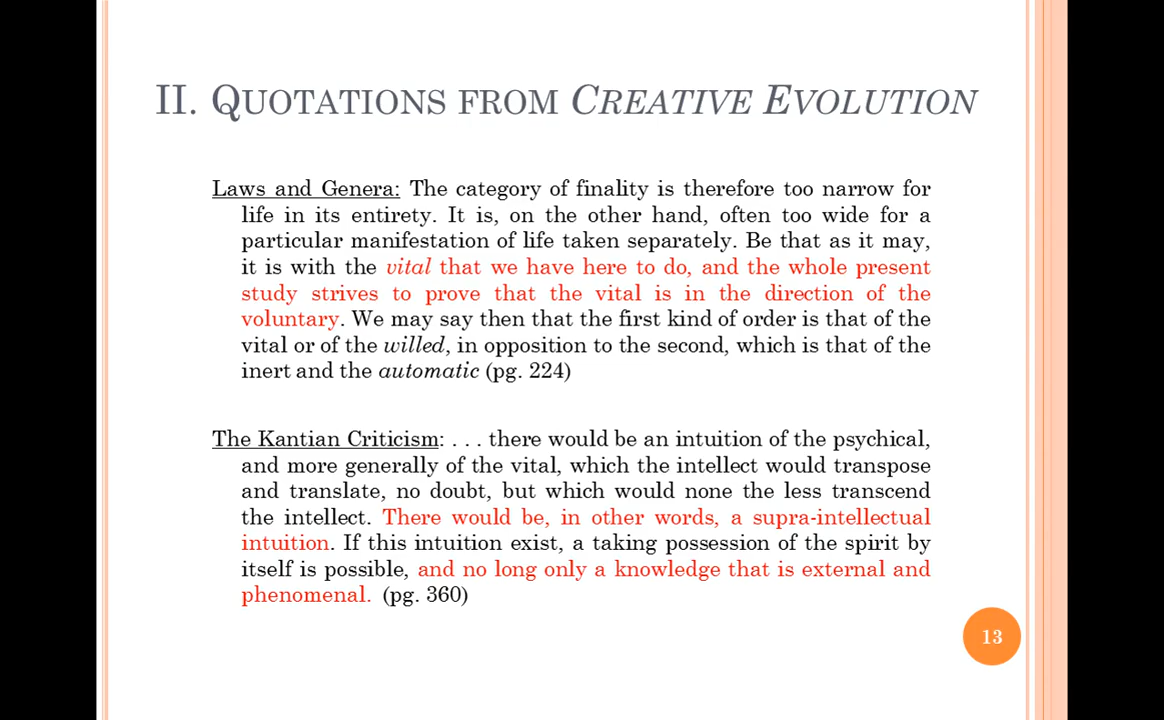 II. QUOTATIONS FROM CREATIVE EVOLUTION
Laws and Genera: The category of finality is therefore too narrow for
life in its entirety. It is, on the other hand, often too wide for a
particular manifestation of life taken separately. Be that as it may,
it is with the vital that we have here to do, and the whole present
study strives to prove that the vital is in the direction of the
voluntary. We may say then that the first kind of order is that of the
vital or of the willed, in opposition to the second, which is that of the
inert and the automatic (pg. 224)
The Kantian Criticism: . . . there would be an intuition of the psychical,
and more generally of the vital, which the intellect would transpose
and translate, no doubt, but which would none the less transcend
the intellect. There would be, in other words, a supra-intellectual
intuition. If this intuition exist, a taking possession of the spirit by
itself is possible, and no long only a knowledge that is external and
phenomenal. (pg. 360)
13